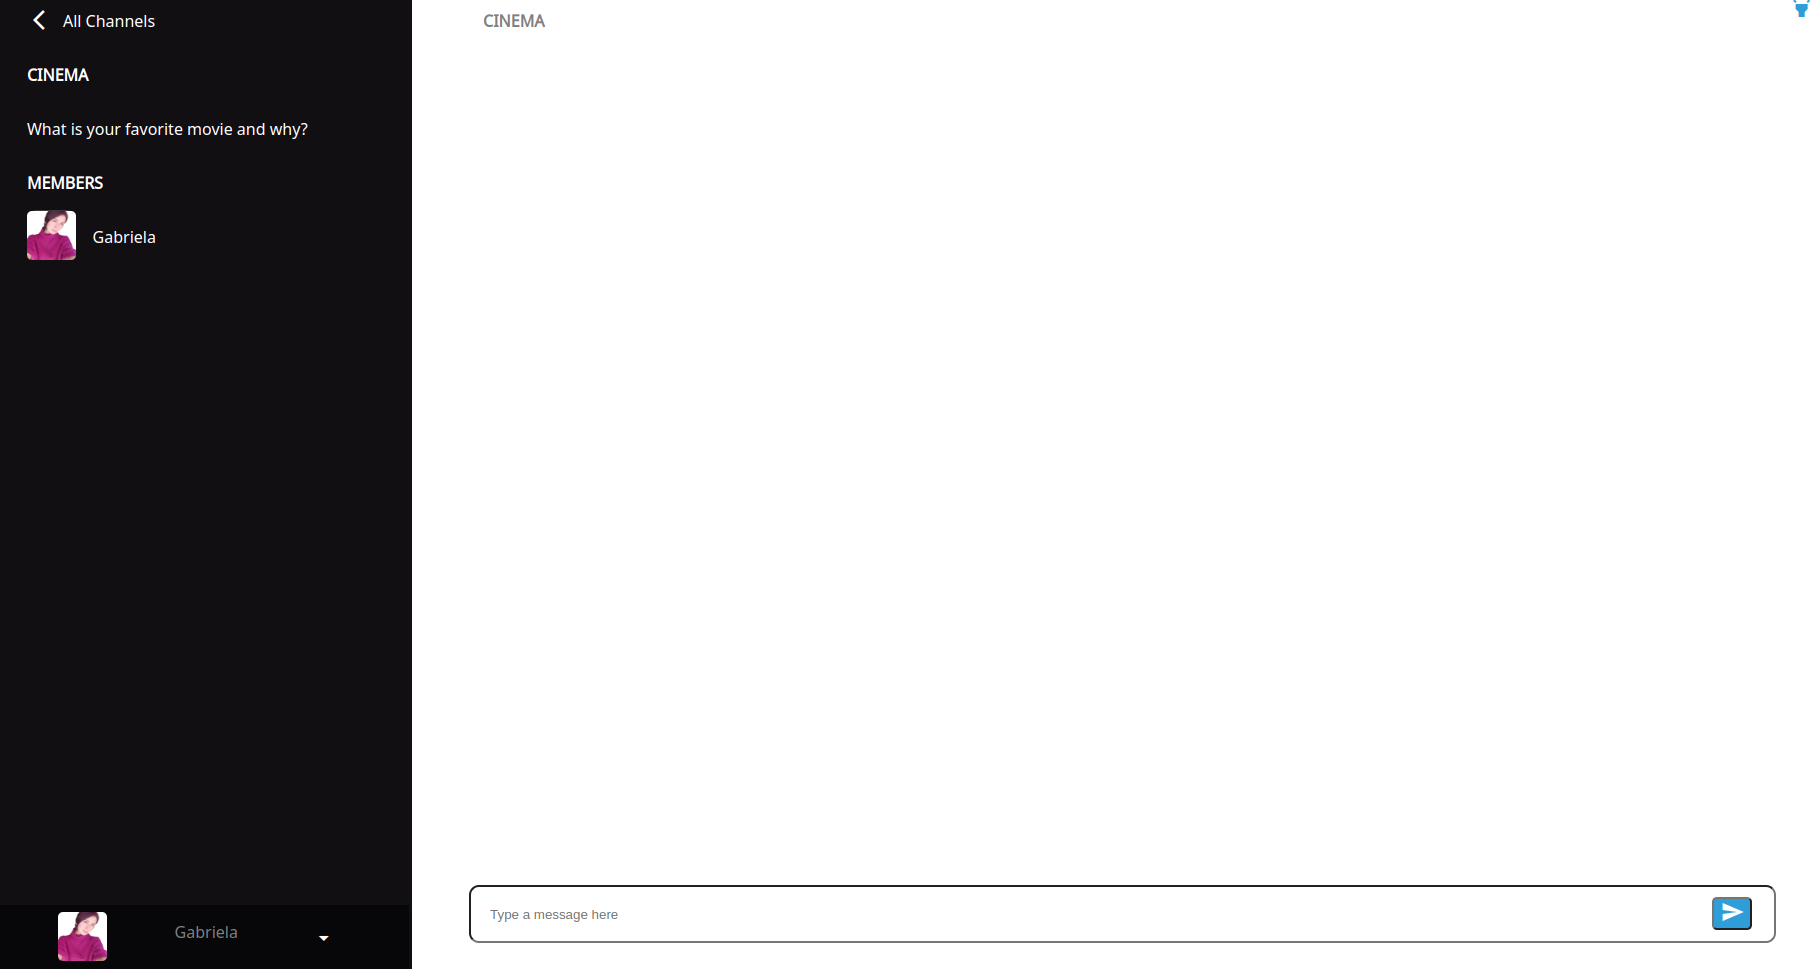 All Channels
CINEMA
What is your favorite movie and why?
MEMBERS
Gabriela
Gabriela
CINEMA
Type a message here